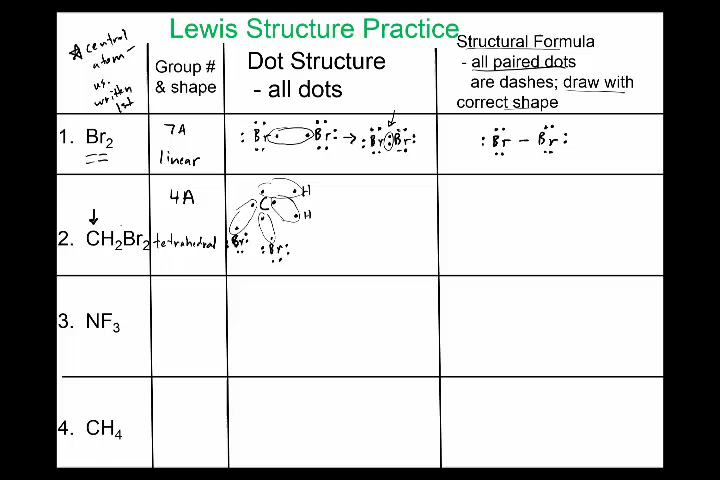 Lewis Structure Practice
☆central
atom –
us.
written
1st
Group #
& shape
Dot Structure
- all dots
Structural Formula
- all paired dots
are dashes; draw with
correct shape
1. Br₂
7A
linear
:Br· ·Br: → :Br:Br:
:Br – Br:
2. CH₂Br₂
4A
tetrahedral
C
H
H
Br
Br
3. NF₃
4. CH₄